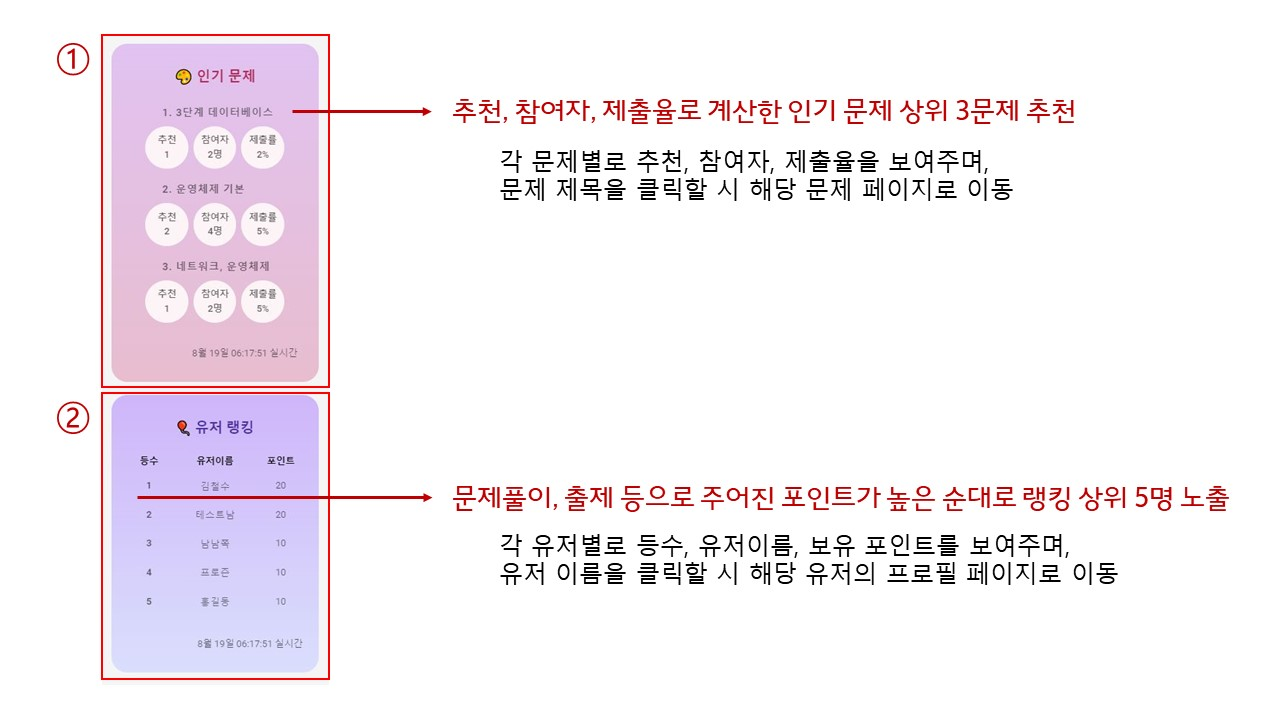 ①
인기 문제
1. 3단계 데이터베이스
추천 참여자 제출률
1 2명 2%
2. 운영체제 기본
추천 참여자 제출률
2 4명 5%
3. 네트워크, 운영체제
추천 참여자 제출률
1 2명 5%
8월 19일 06:17:51 실시간
추천, 참여자, 제출율로 계산한 인기 문제 상위 3문제 추천
각 문제별로 추천, 참여자, 제출율을 보여주며,
문제 제목을 클릭할 시 해당 문제 페이지로 이동
②
유저 랭킹
등수 유저이름 포인트
1 김철수 20
2 테스트남 20
3 남남쪽 10
4 프로즌 10
5 홍길동 10
8월 19일 06:17:51 실시간
문제풀이, 출제 등으로 주어진 포인트가 높은 순대로 랭킹 상위 5명 노출
각 유저별로 등수, 유저이름, 보유 포인트를 보여주며,
유저 이름을 클릭할 시 해당 유저의 프로필 페이지로 이동